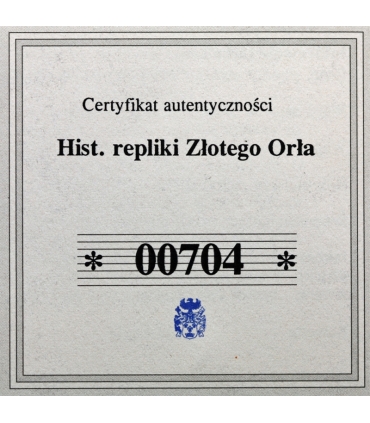 Certyfikat autentyczności
Hist. repliki Złotego Orła
* 00704 *